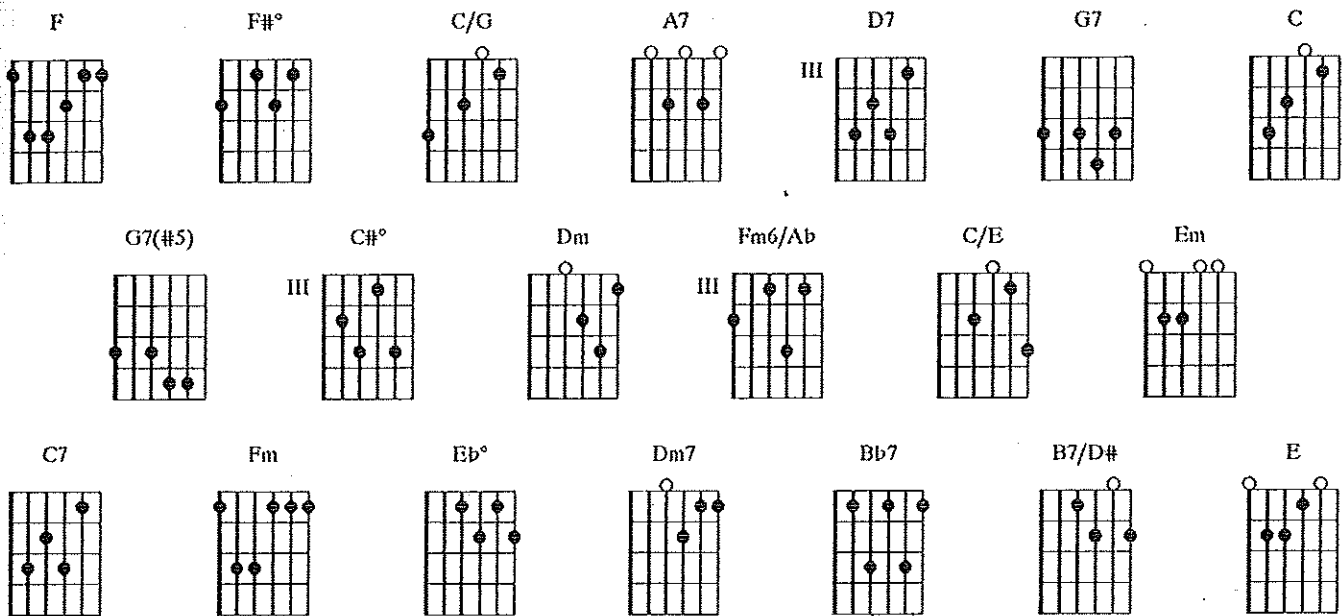 F F#° C/G A7 D7 G7 C
III
G7(#5) C#° Dm Fm6/Ab C/E Em
III III
C7 Fm Eb° Dm7 Bb7 B7/D# E